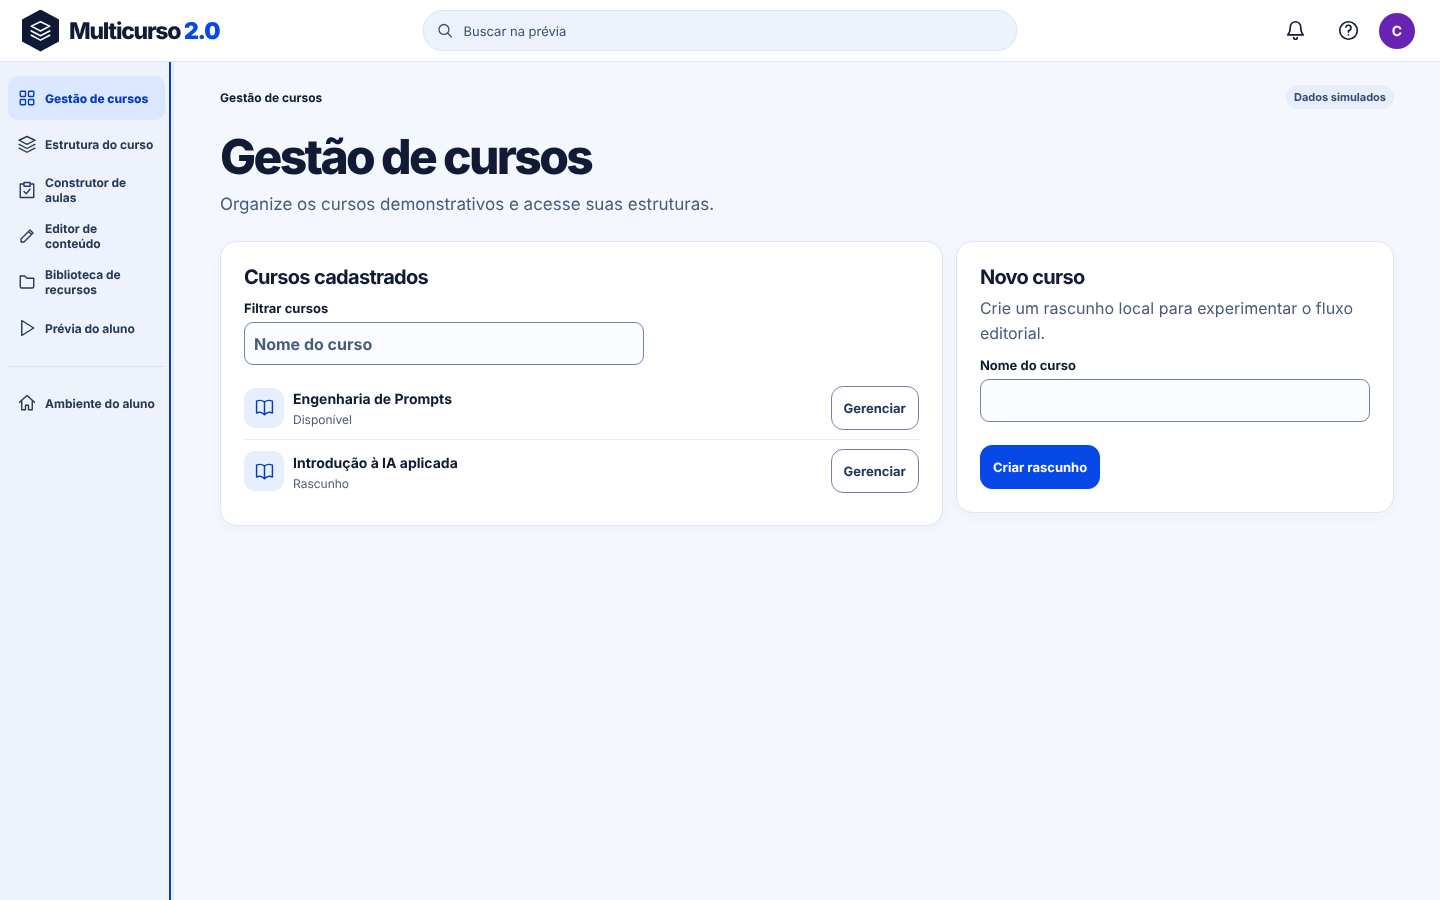 Multicurso 2.0
Buscar na prévia
C
Gestão de cursos
Estrutura do curso
Construtor de
aulas
Editor de
conteúdo
Biblioteca de
recursos
Prévia do aluno
Ambiente do aluno
Gestão de cursos
Dados simulados
Gestão de cursos
Organize os cursos demonstrativos e acesse suas estruturas.
Cursos cadastrados
Filtrar cursos
Nome do curso
Engenharia de Prompts
Disponível
Gerenciar
Introdução à IA aplicada
Rascunho
Gerenciar
Novo curso
Crie um rascunho local para experimentar o fluxo
editorial.
Nome do curso
Criar rascunho